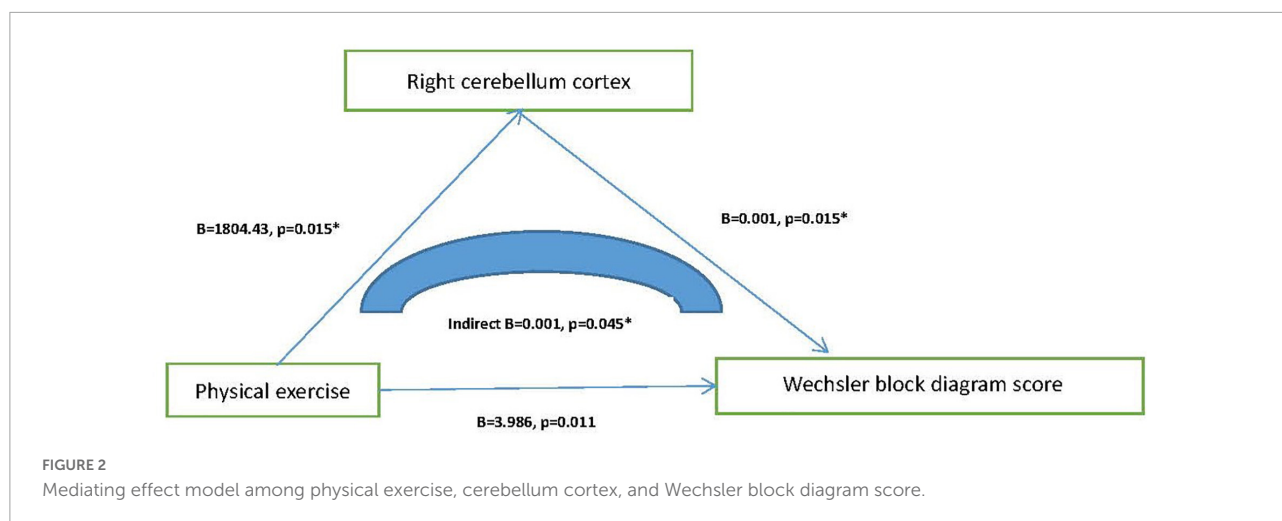 Right cerebellum cortex
B=1804.43, p=0.015*
B=0.001, p=0.015*
Indirect B=0.001, p=0.045*
Physical exercise
Wechsler block diagram score
B=3.986, p=0.011
FIGURE 2
Mediating effect model among physical exercise, cerebellum cortex, and Wechsler block diagram score.